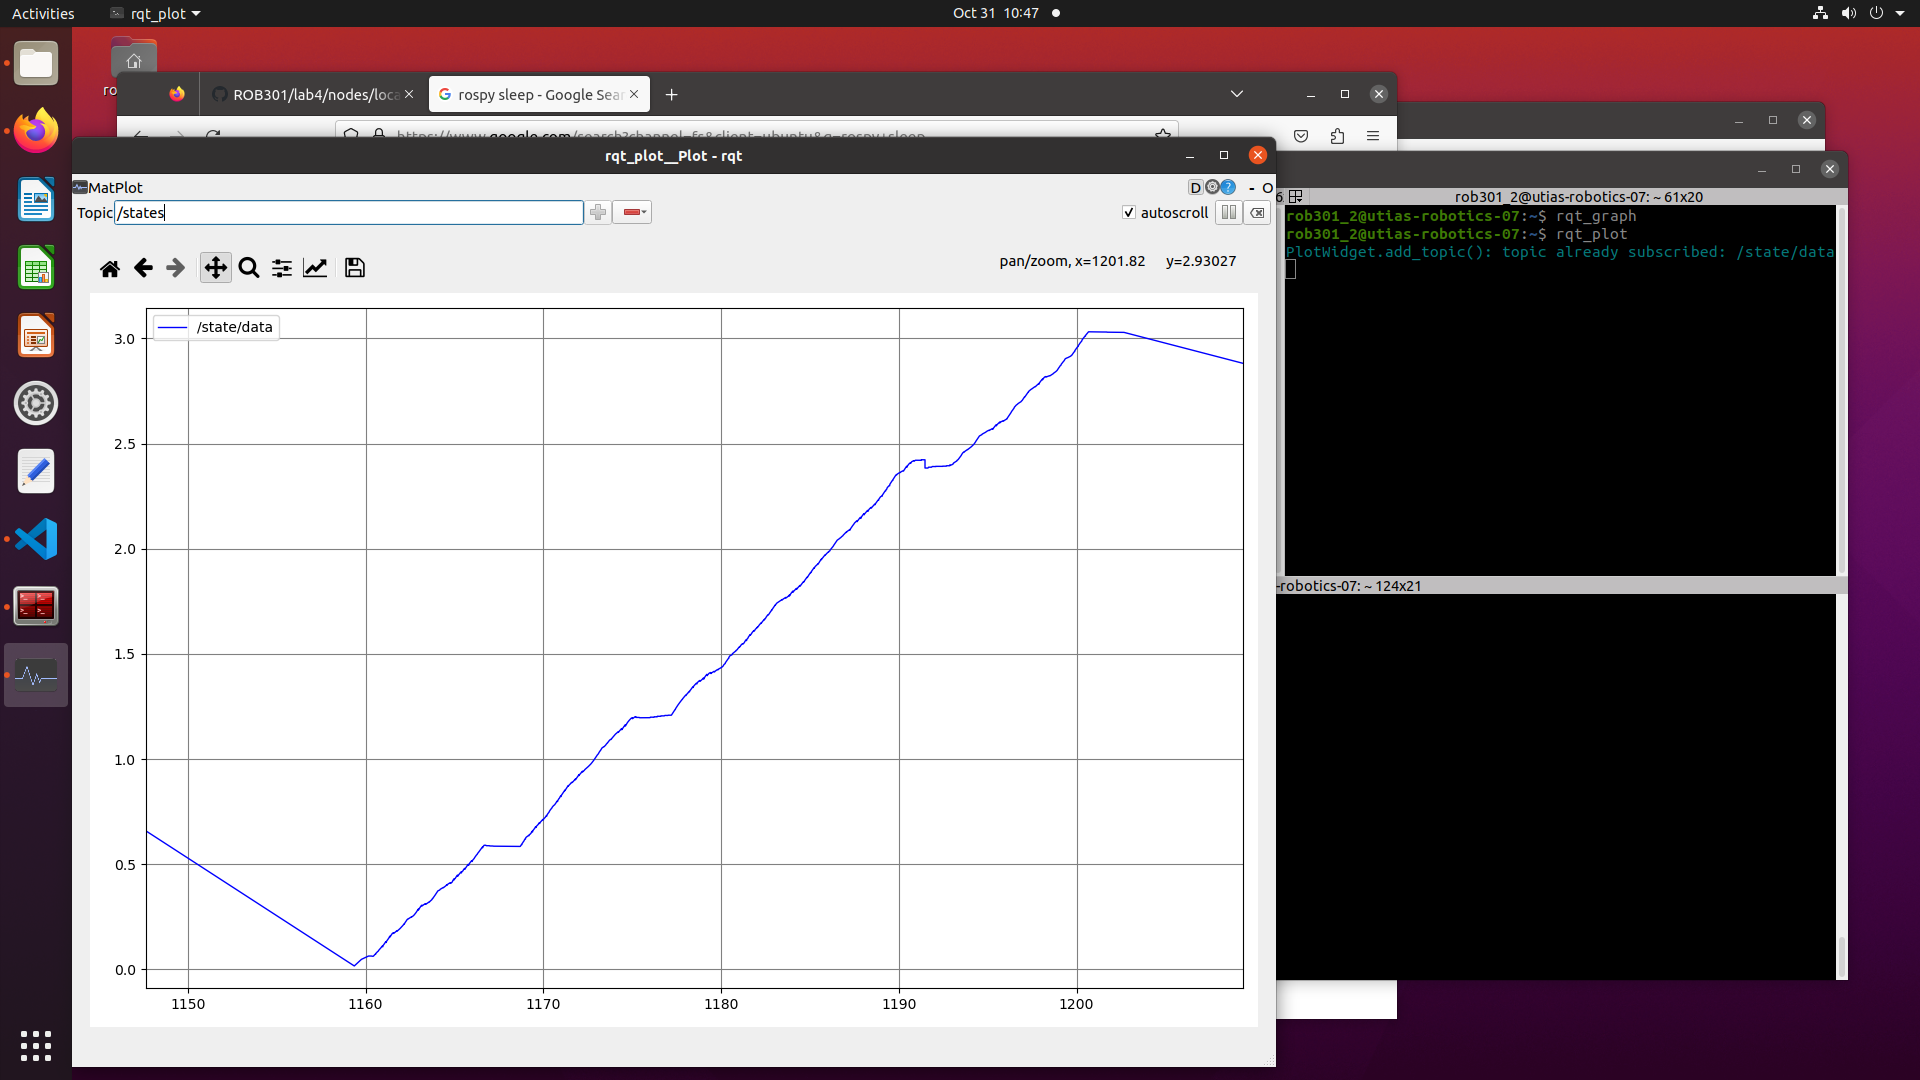 Activities
rqt_plot
Oct 31 10:47
ro
ROB301/lab4/nodes/loca
rospy sleep - Google Sear
https://www.google.com/search?channel=fs&client=ubuntu&q=rospy+sleep
rqt_plot__Plot - rqt
MatPlot
D
?
- O
Topic /states
autoscroll
pan/zoom, x=1201.82 y=2.93027
/state/data
3.0
2.5
2.0
1.5
1.0
0.5
0.0
1150
1160
1170
1180
1190
1200
6
rob301_2@utias-robotics-07: ~ 61x20
rob301_2@utias-robotics-07:~$ rqt_graph
rob301_2@utias-robotics-07:~$ rqt_plot
PlotWidget.add_topic(): topic already subscribed: /state/data
-robotics-07: ~ 124x21